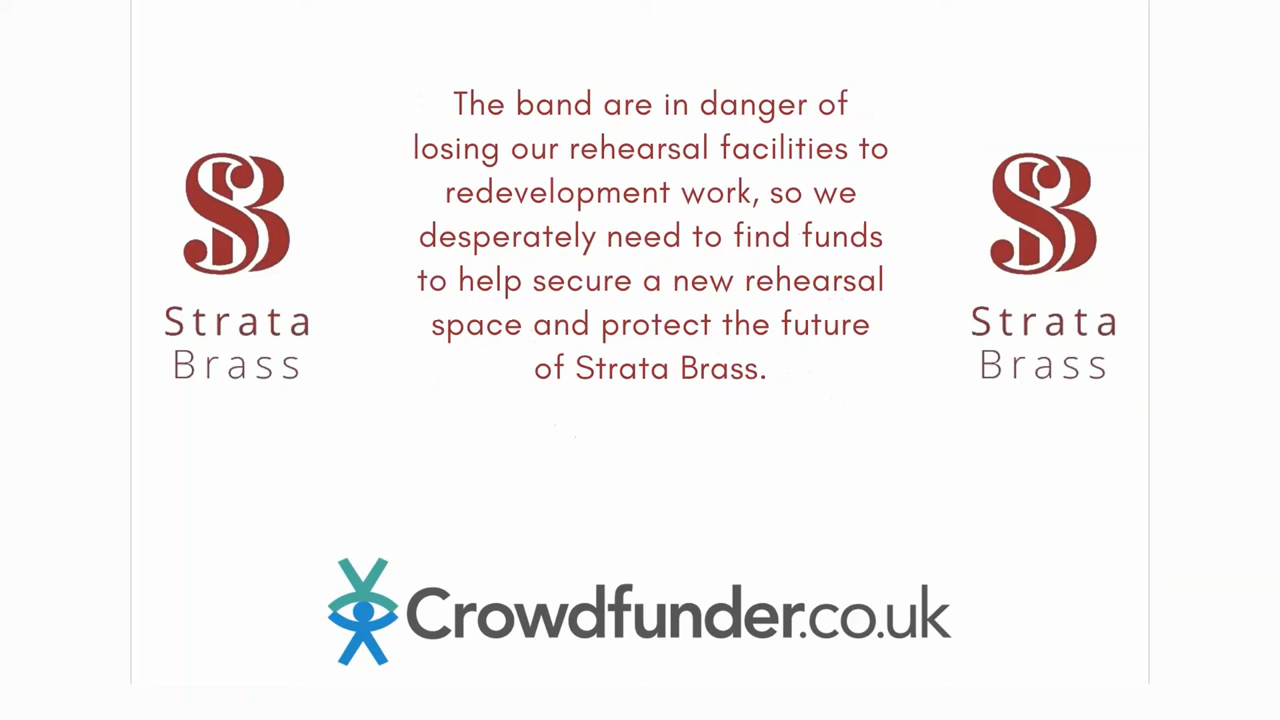 The band are in danger of
losing our rehearsal facilities to
redevelopment work, so we
desperately need to find funds
to help secure a new rehearsal
space and protect the future
of Strata Brass.
SB
Strata
Brass
SB
Strata
Brass
Crowdfunder.co.uk